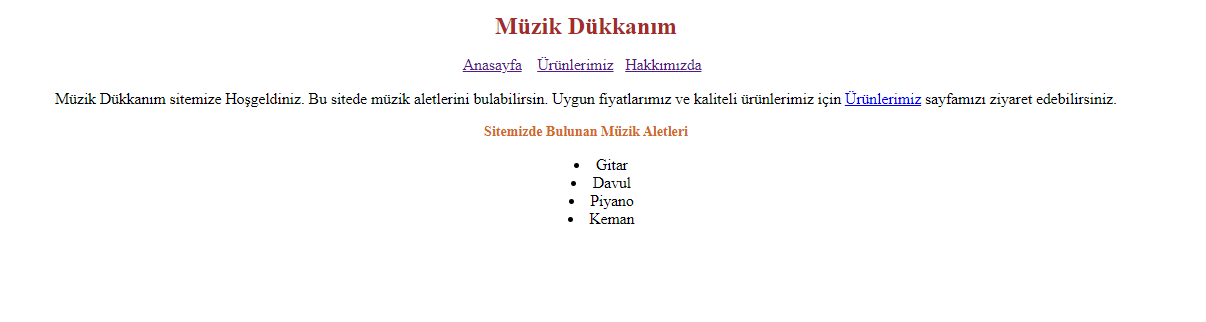 Müzik Dükkanım
Anasayfa Ürünlerimiz Hakkımızda
Müzik Dükkanım sitemize Hoşgeldiniz. Bu sitede müzik aletlerini bulabilirsin. Uygun fiyatlarımız ve kaliteli ürünlerimiz için Ürünlerimiz sayfamızı ziyaret edebilirsiniz.
Sitemizde Bulunan Müzik Aletleri
• Gitar
• Davul
• Piyano
• Keman